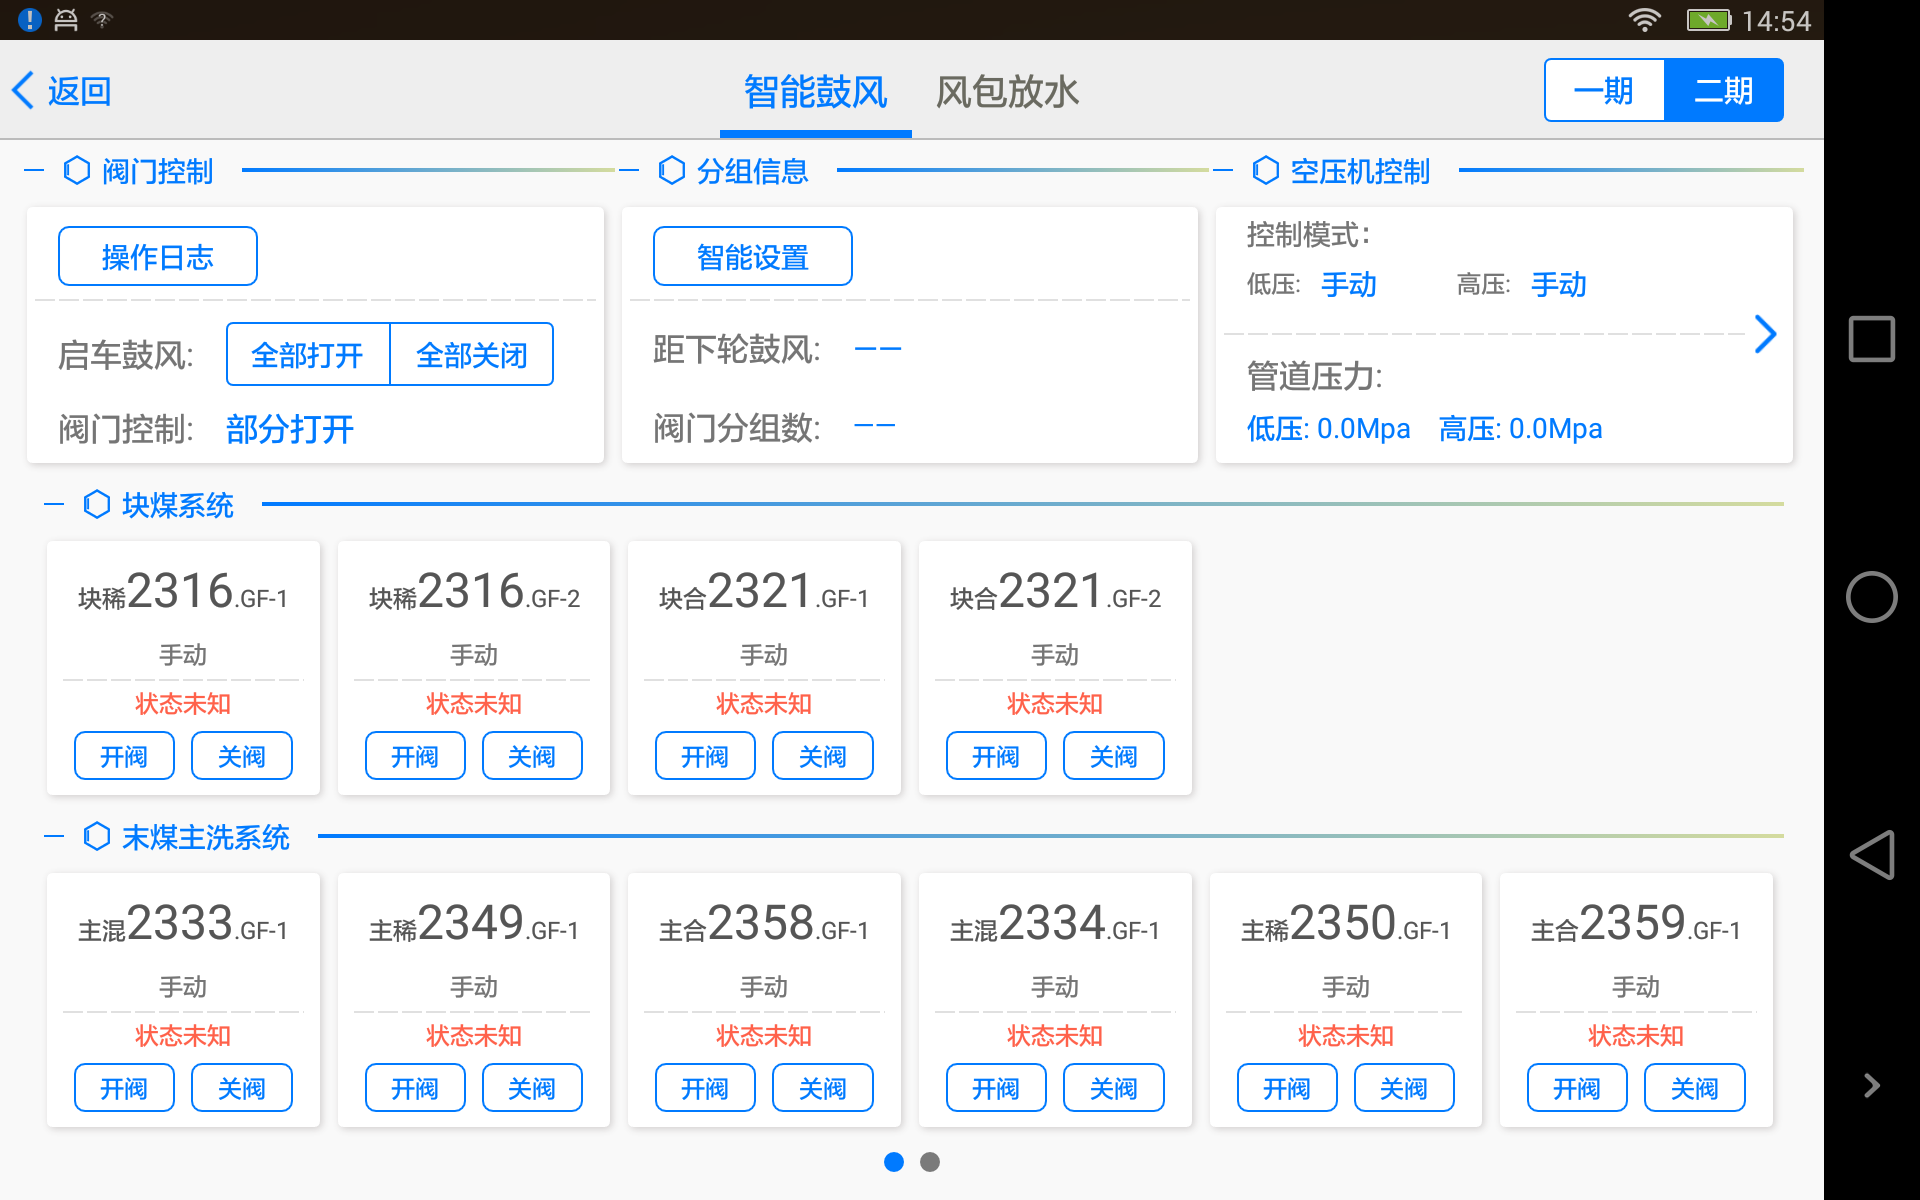 14:54
返回
智能鼓风 风包放水
一期 二期
阀门控制
操作日志
启车鼓风: 全部打开 全部关闭
阀门控制: 部分打开
分组信息
智能设置
距下轮鼓风: ——
阀门分组数: ——
空压机控制
控制模式:
低压: 手动 高压: 手动
管道压力:
低压: 0.0Mpa 高压: 0.0Mpa
块煤系统
块稀2316.GF-1
手动
状态未知
开阀 关阀
块稀2316.GF-2
手动
状态未知
开阀 关阀
块合2321.GF-1
手动
状态未知
开阀 关阀
块合2321.GF-2
手动
状态未知
开阀 关阀
末煤主洗系统
主混2333.GF-1
手动
状态未知
开阀 关阀
主稀2349.GF-1
手动
状态未知
开阀 关阀
主合2358.GF-1
手动
状态未知
开阀 关阀
主混2334.GF-1
手动
状态未知
开阀 关阀
主稀2350.GF-1
手动
状态未知
开阀 关阀
主合2359.GF-1
手动
状态未知
开阀 关阀